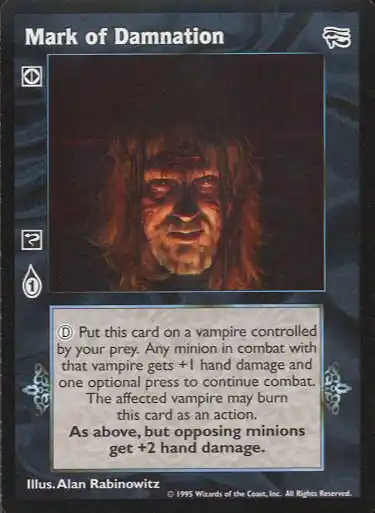 Mark of Damnation
1
D Put this card on a vampire controlled
by your prey. Any minion in combat with
that vampire gets +1 hand damage and
one optional press to continue combat.
The affected vampire may burn
this card as an action.
As above, but opposing minions
get +2 hand damage.
Illus. Alan Rabinowitz
© 1995 Wizards of the Coast, Inc. All Rights Reserved.